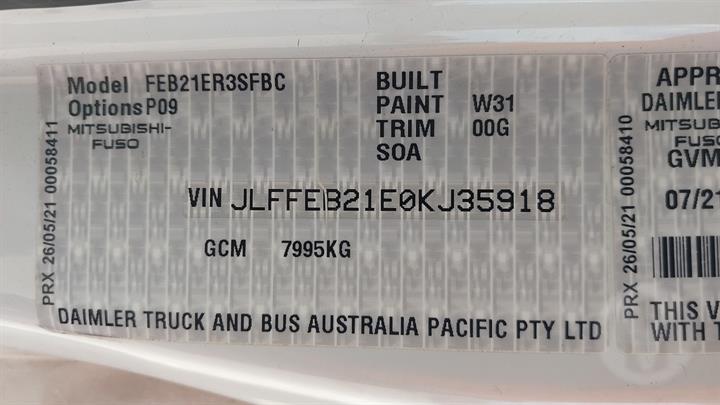 Model FEB21ER3SFBC
Options P09
MITSUBISHI-
FUSO
BUILT
PAINT W31
TRIM 00G
SOA
VIN JLFFEB21E0KJ35918
GCM 7995KG
DAIMLER TRUCK AND BUS AUSTRALIA PACIFIC PTY LTD
PRX 26/05/21 00058411
PRX 26/05/21 00058410
APPR
DAIMLER
MITSUB
FUSO
GVM
07/21
THIS V
WITH T